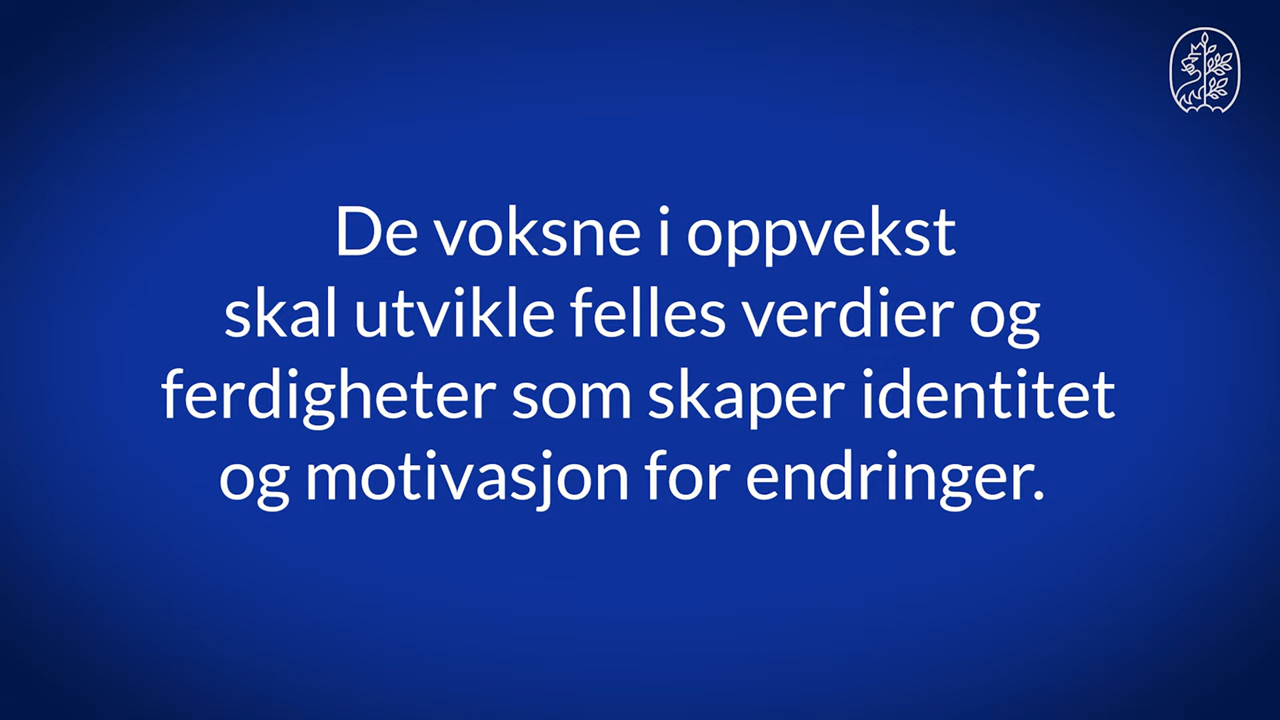 De voksne i oppvekst
skal utvikle felles verdier og
ferdigheter som skaper identitet
og motivasjon for endringer.